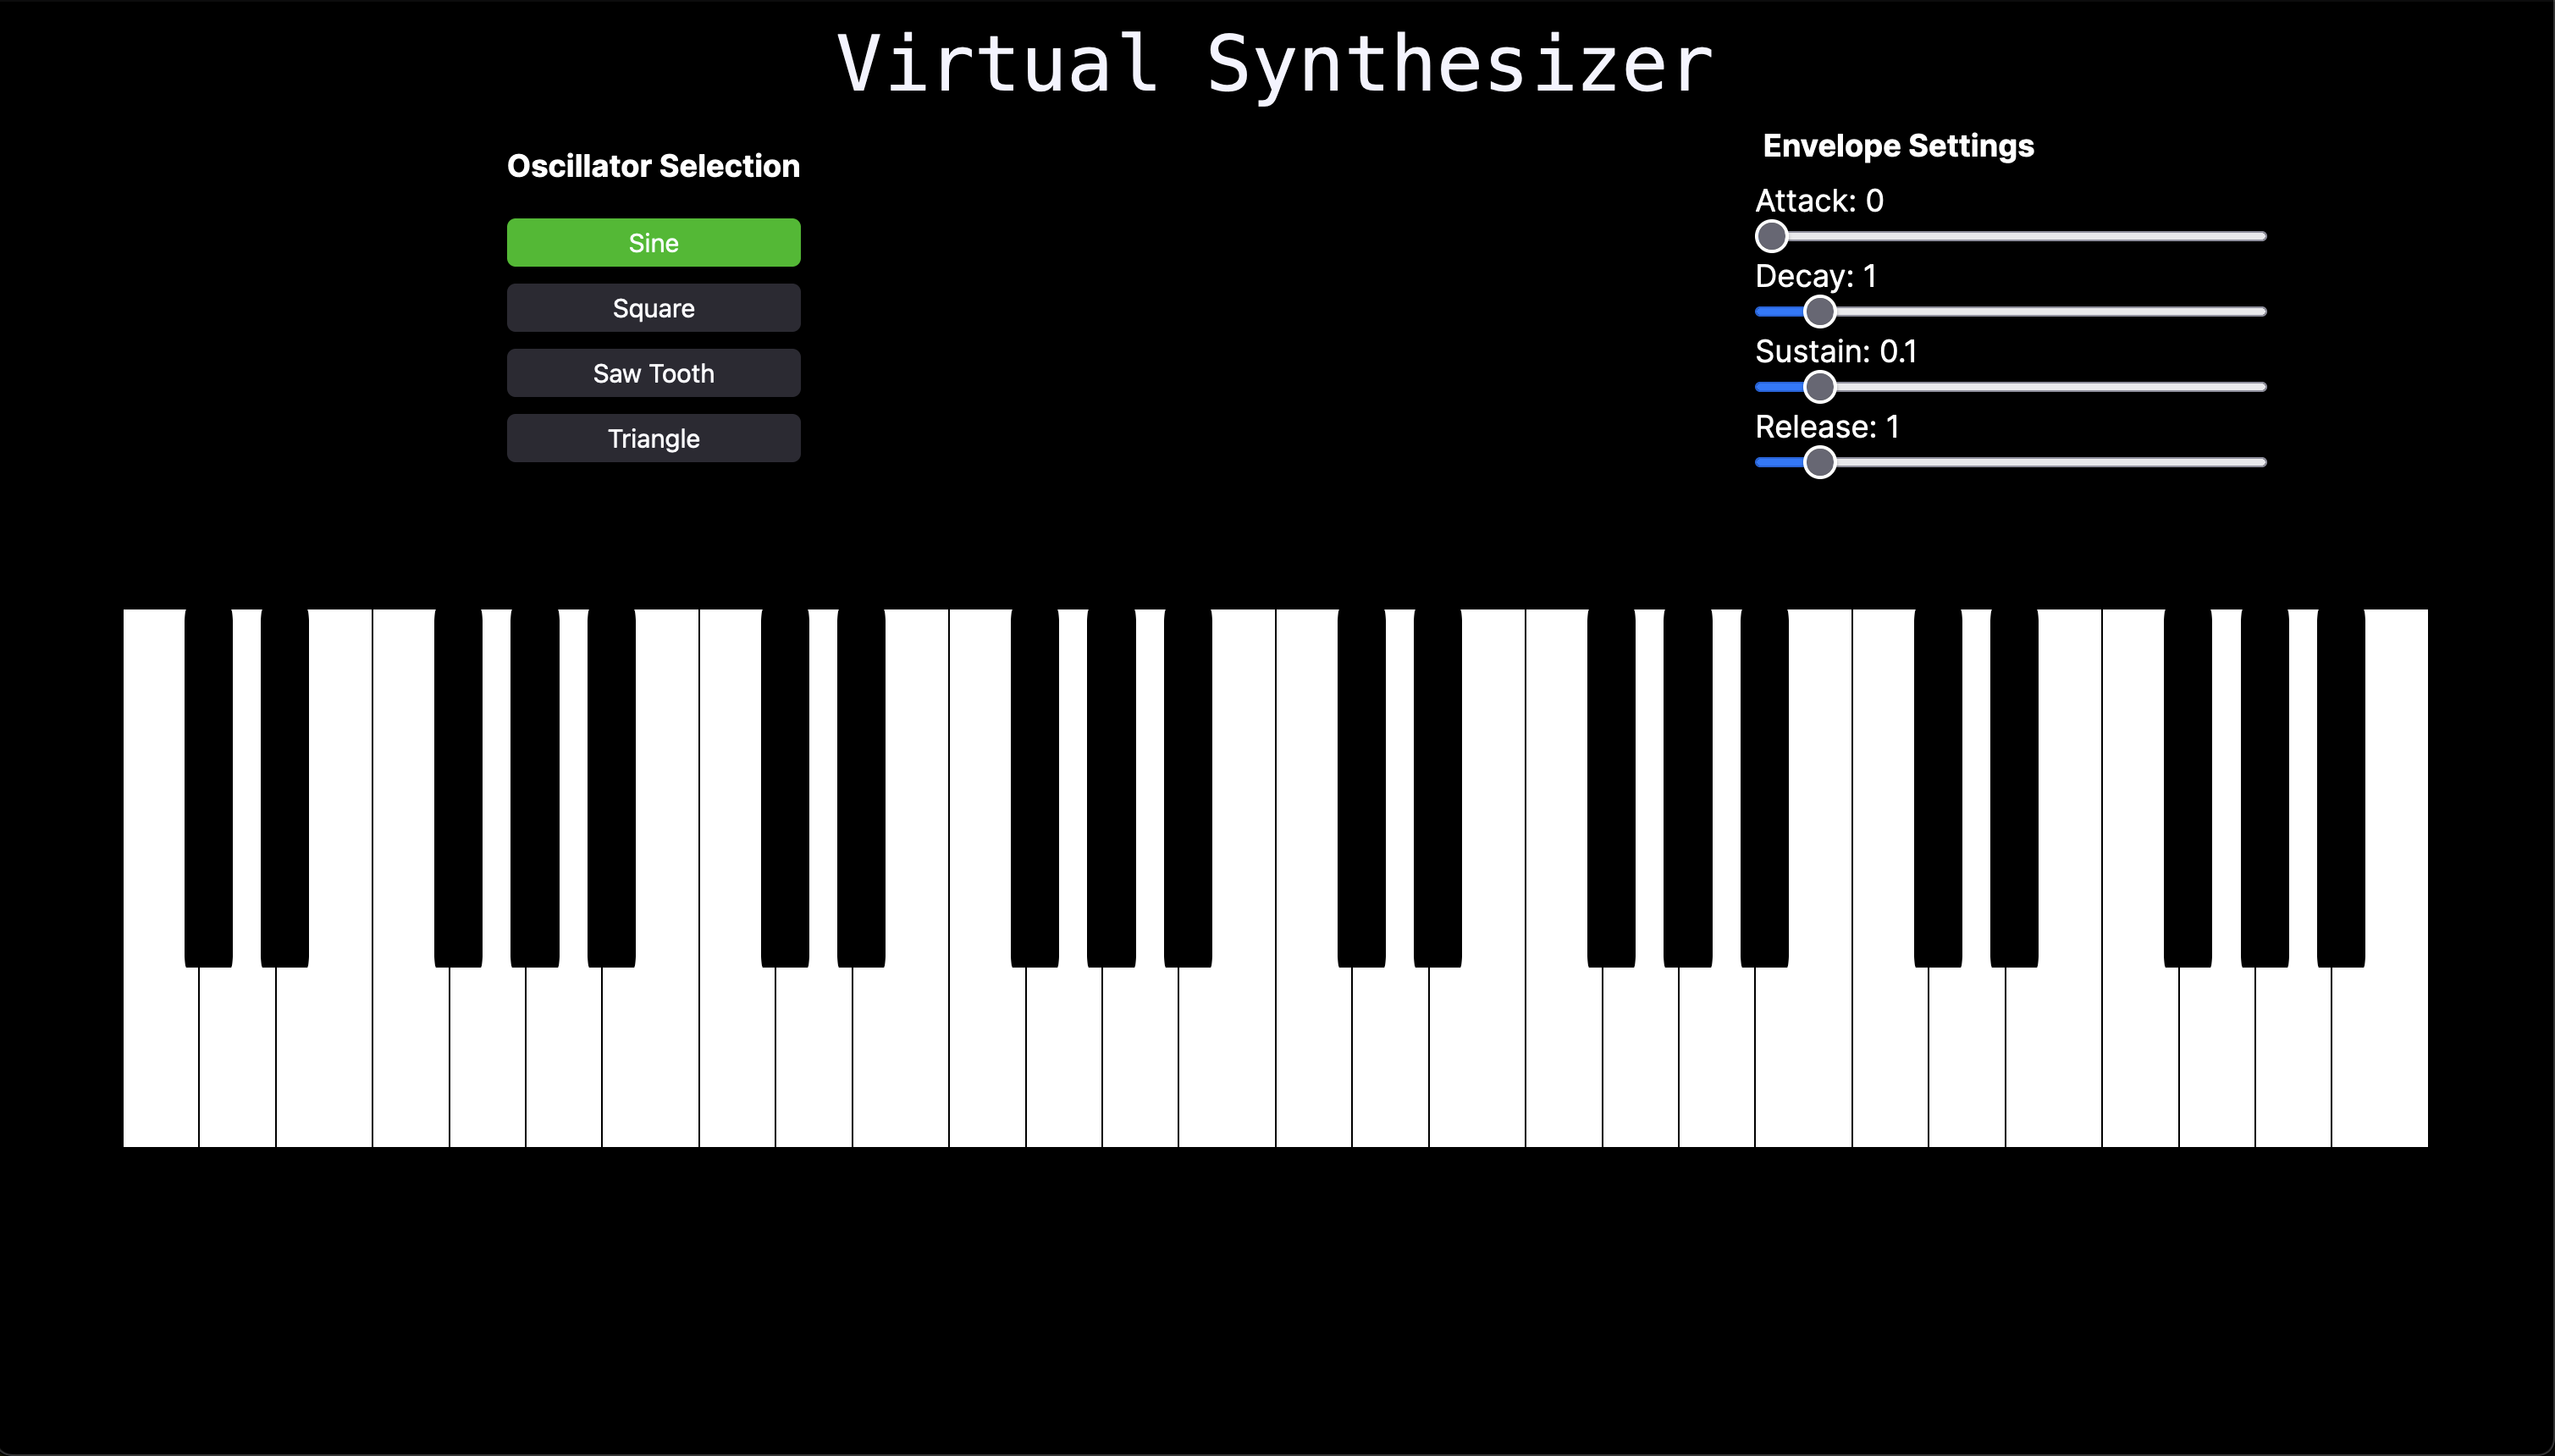 Virtual Synthesizer
Oscillator Selection
Sine
Square
Saw Tooth
Triangle
Envelope Settings
Attack: 0
Decay: 1
Sustain: 0.1
Release: 1